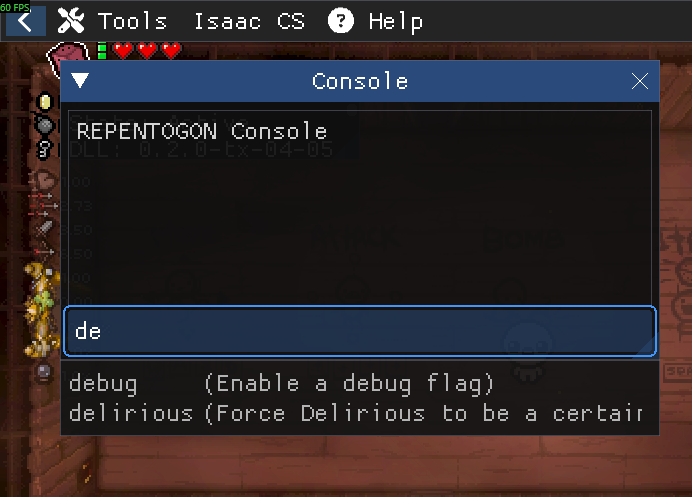 60 FPS
Tools Isaac CS ? Help
Console
REPENTOGON Console
DLL: 0.2.0-tx-04-05
de
debug (Enable a debug flag)
delirious (Force Delirious to be a certain